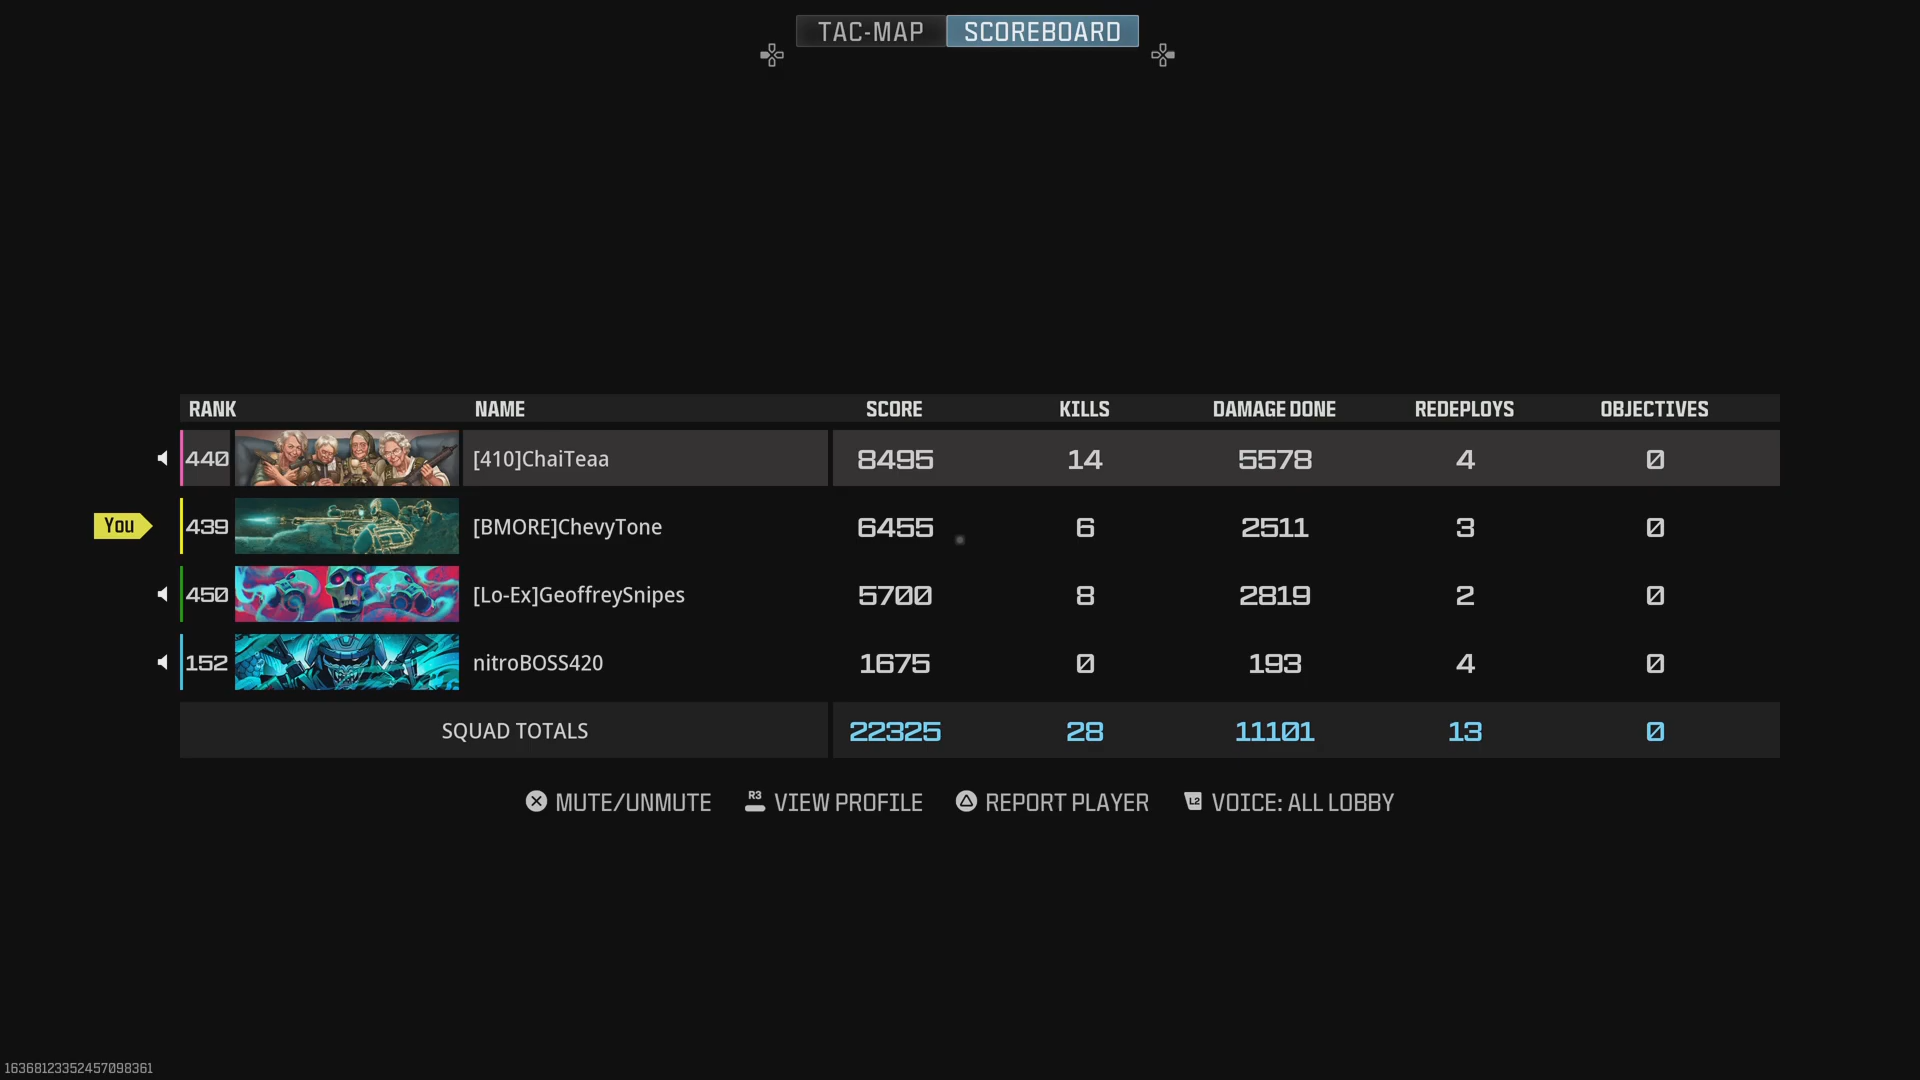 TAC-MAP SCOREBOARD
RANK NAME SCORE KILLS DAMAGE DONE REDEPLOYS OBJECTIVES
440 [410]ChaiTeaa 8495 14 5578 4 0
You 439 [BMORE]ChevyTone 6455 6 2511 3 0
450 [Lo-Ex]GeoffreySnipes 5700 8 2819 2 0
152 nitroBOSS420 1675 0 193 4 0
SQUAD TOTALS 22325 28 11101 13 0
MUTE/UNMUTE R3 VIEW PROFILE REPORT PLAYER L2 VOICE: ALL LOBBY
16368123352457098361